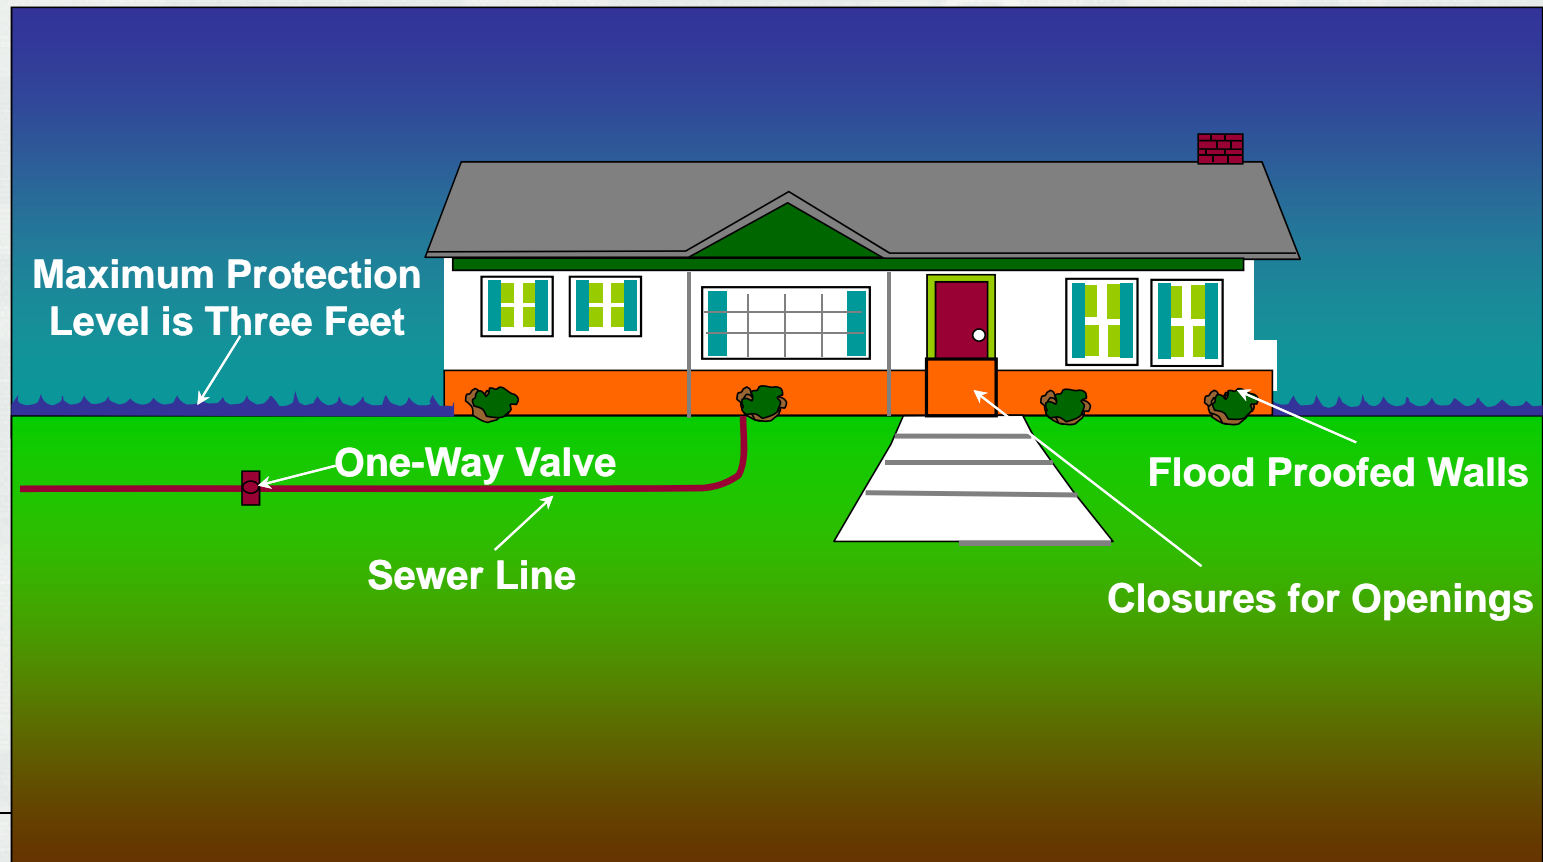 Maximum Protection
Level is Three Feet
One-Way Valve
Flood Proofed Walls
Sewer Line
Closures for Openings